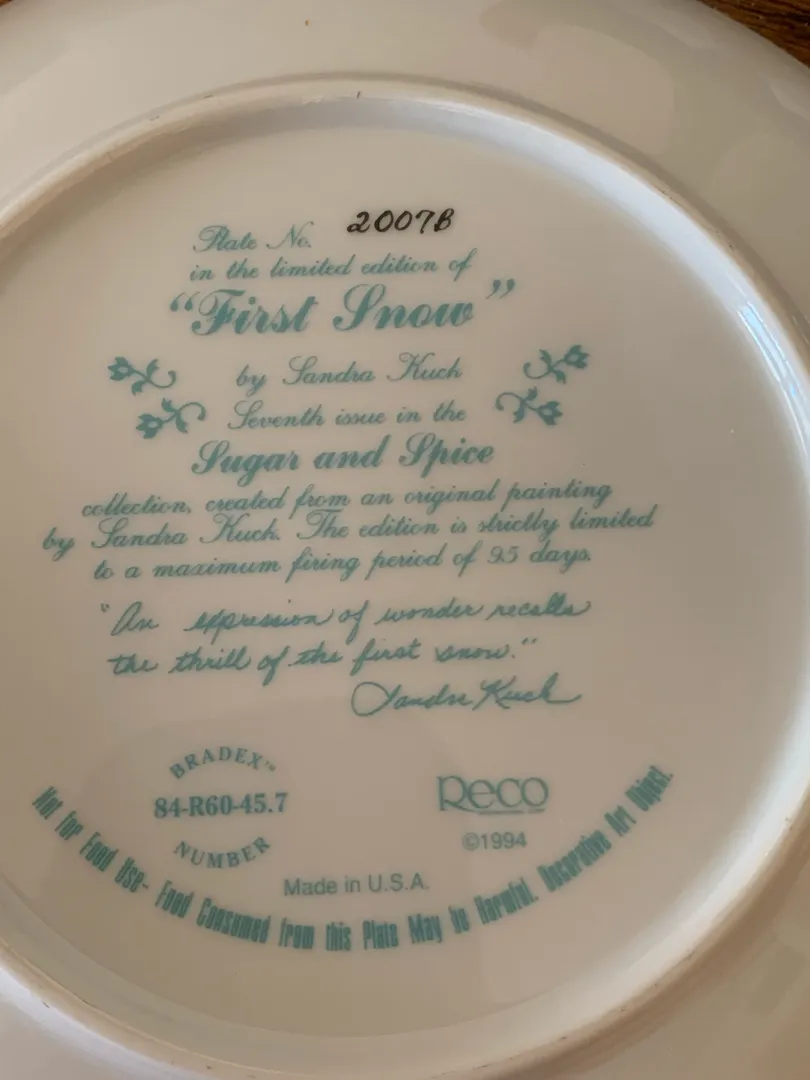 Plate No. 2007B
in the limited edition of
“First Snow”
by Sandra Kuck
Seventh issue in the
Sugar and Spice
collection, created from an original painting
by Sandra Kuck. The edition is strictly limited
to a maximum firing period of 95 days.
"An expression of wonder recalls
the thrill of the first snow."
Sandra Kuck
BRADEX™
84-R60-45.7
NUMBER
Reco
©1994
Made in U.S.A.
Not for Food Use- Food Consumed from this Plate May be Harmful. Decorative Art Object.